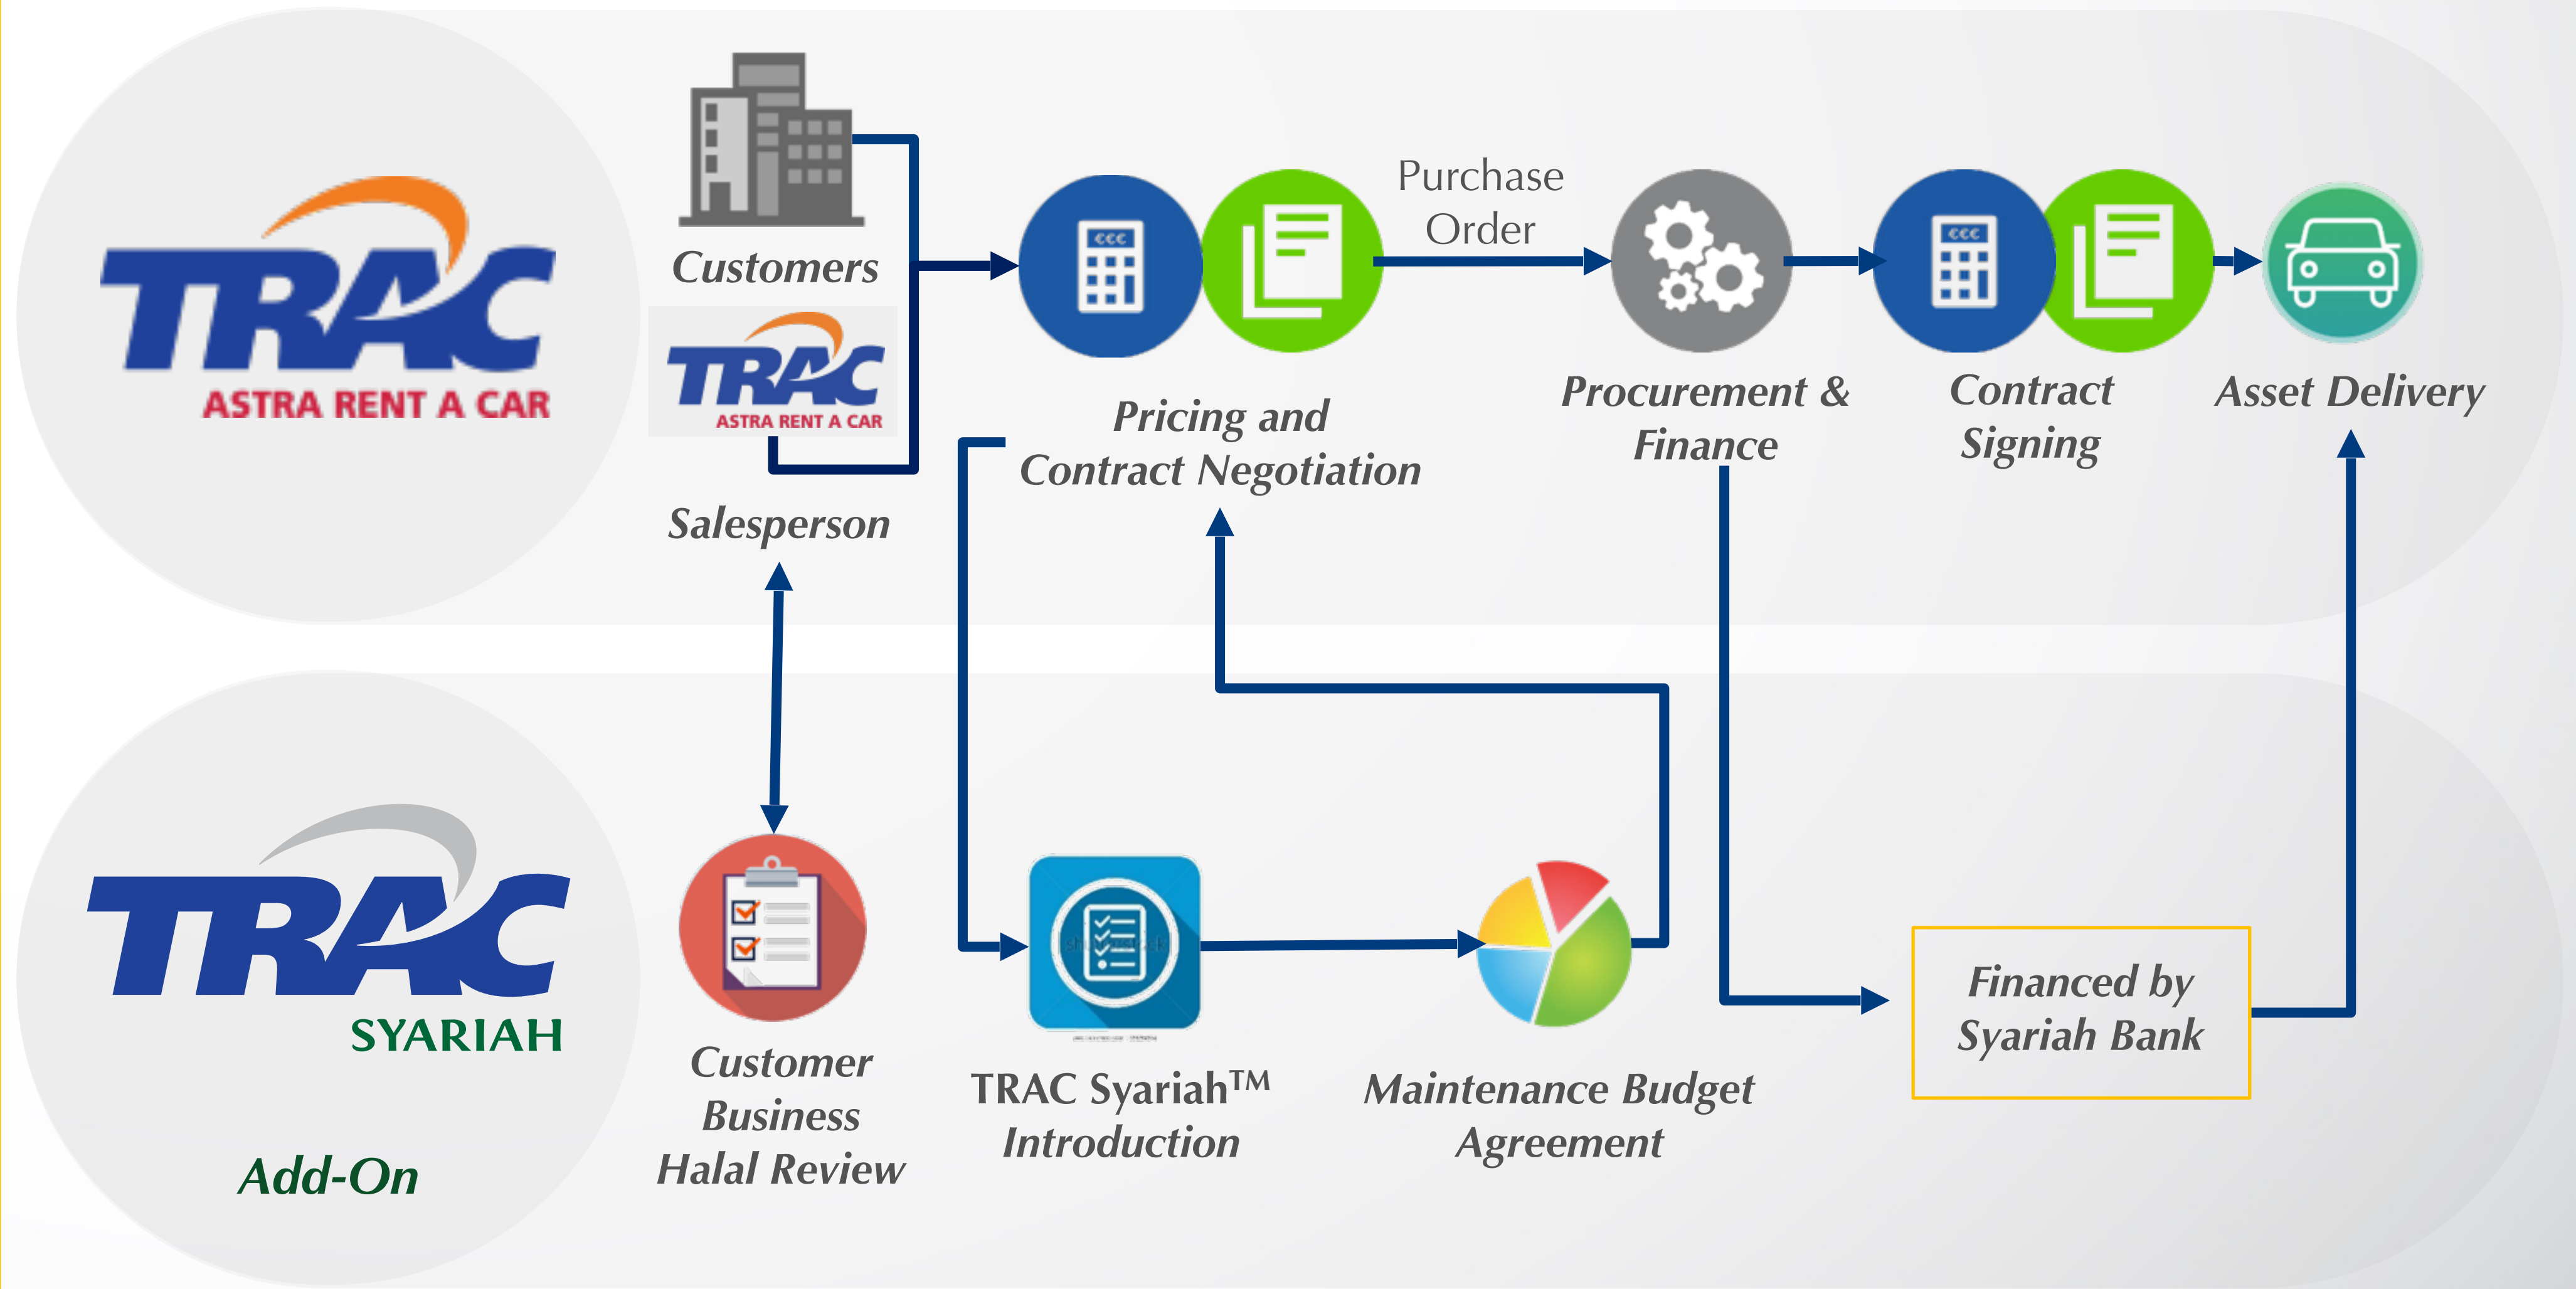 TRAC
ASTRA RENT A CAR
Customers
TRAC
ASTRA RENT A CAR
Salesperson
€€€
Pricing and
Contract Negotiation
Purchase
Order
Procurement &
Finance
€€€
Contract
Signing
Asset Delivery
TRAC
SYARIAH
Add-On
Customer
Business
Halal Review
shutterstock
TRAC Syariah™
Introduction
Maintenance Budget
Agreement
Financed by
Syariah Bank